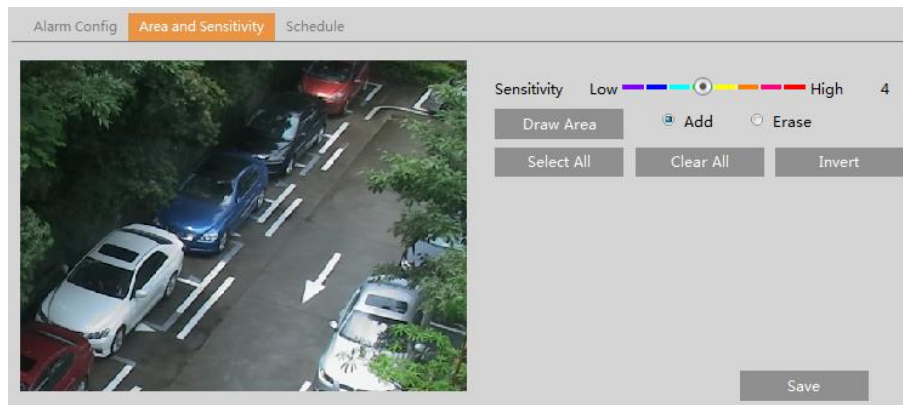 Alarm Config Area and Sensitivity Schedule
Sensitivity Low High 4
Draw Area Add Erase
Select All Clear All Invert
Save